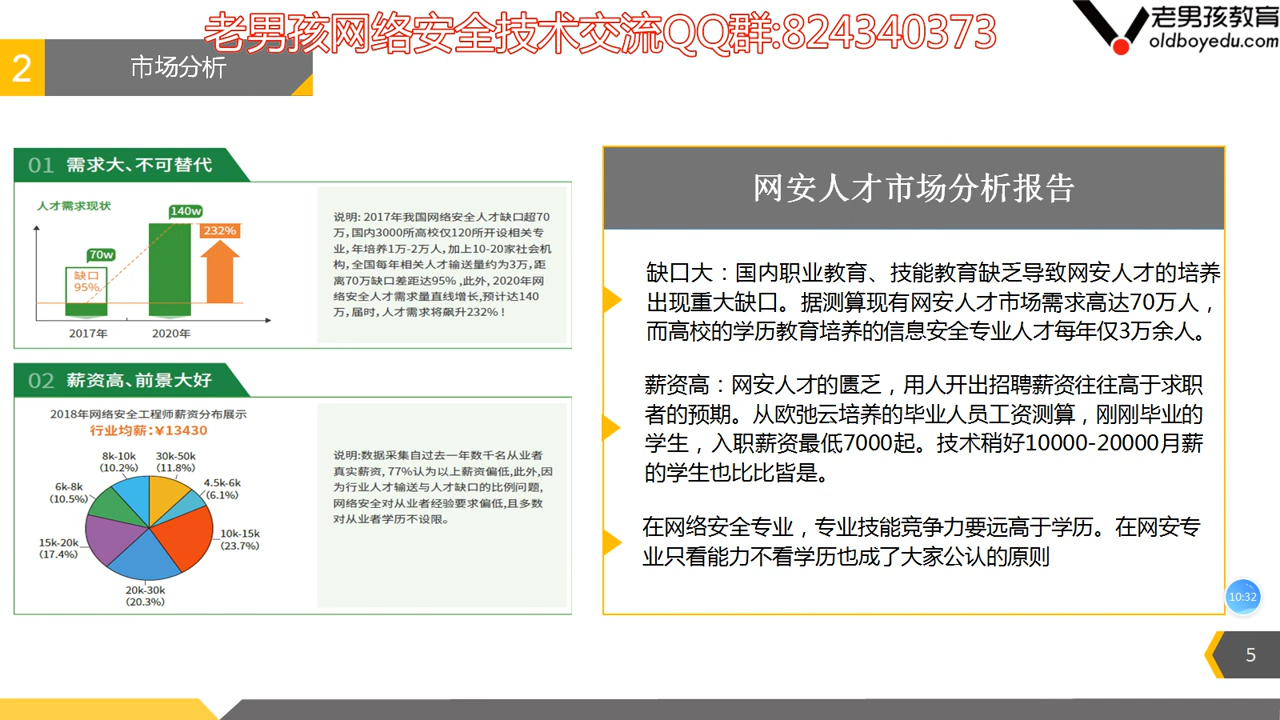 老男孩网络安全技术交流QQ群:824340373
老男孩教育
oldboyedu.com
2
市场分析
01 需求大、不可替代
人才需求现状
140w
232%
70w
缺口
95%
2017年
2020年
说明: 2017年我国网络安全人才缺口超70
万，国内3000所高校仅120所开设相关专
业，年培养1万-2万人，加上10-20家社会机
构，全国每年相关人才输送量约为3万，距
离70万缺口差距达95% ,此外, 2020年网
络安全人才需求量直线增长,预计达140
万，届时，人才需求将飙升232%！
02 薪资高、前景大好
2018年网络安全工程师薪资分布展示
行业均薪:¥13430
8k-10k
(10.2%)
30k-50k
(11.8%)
6k-8k
(10.5%)
4.5k-6k
(6.1%)
10k-15k
(23.7%)
15k-20k
(17.4%)
20k-30k
(20.3%)
说明:数据采集自过去一年数千名从业者
真实薪资, 77%认为以上薪资偏低,此外,因
为行业人才输送与人才缺口的比例问题,
网络安全对从业者经验要求偏低,且多数
对从业者学历不设限。
网安人才市场分析报告
缺口大：国内职业教育、技能教育缺乏导致网安人才的培养
出现重大缺口。据测算现有网安人才市场需求高达70万人，
而高校的学历教育培养的信息安全专业人才每年仅3万余人。
薪资高：网安人才的匮乏，用人开出招聘薪资往往高于求职
者的预期。从欧弛云培养的毕业人员工资测算，刚刚毕业的
学生，入职薪资最低7000起。技术稍好10000-20000月薪
的学生也比比皆是。
在网络安全专业，专业技能竞争力要远高于学历。在网安专
业只看能力不看学历也成了大家公认的原则
10:32
5